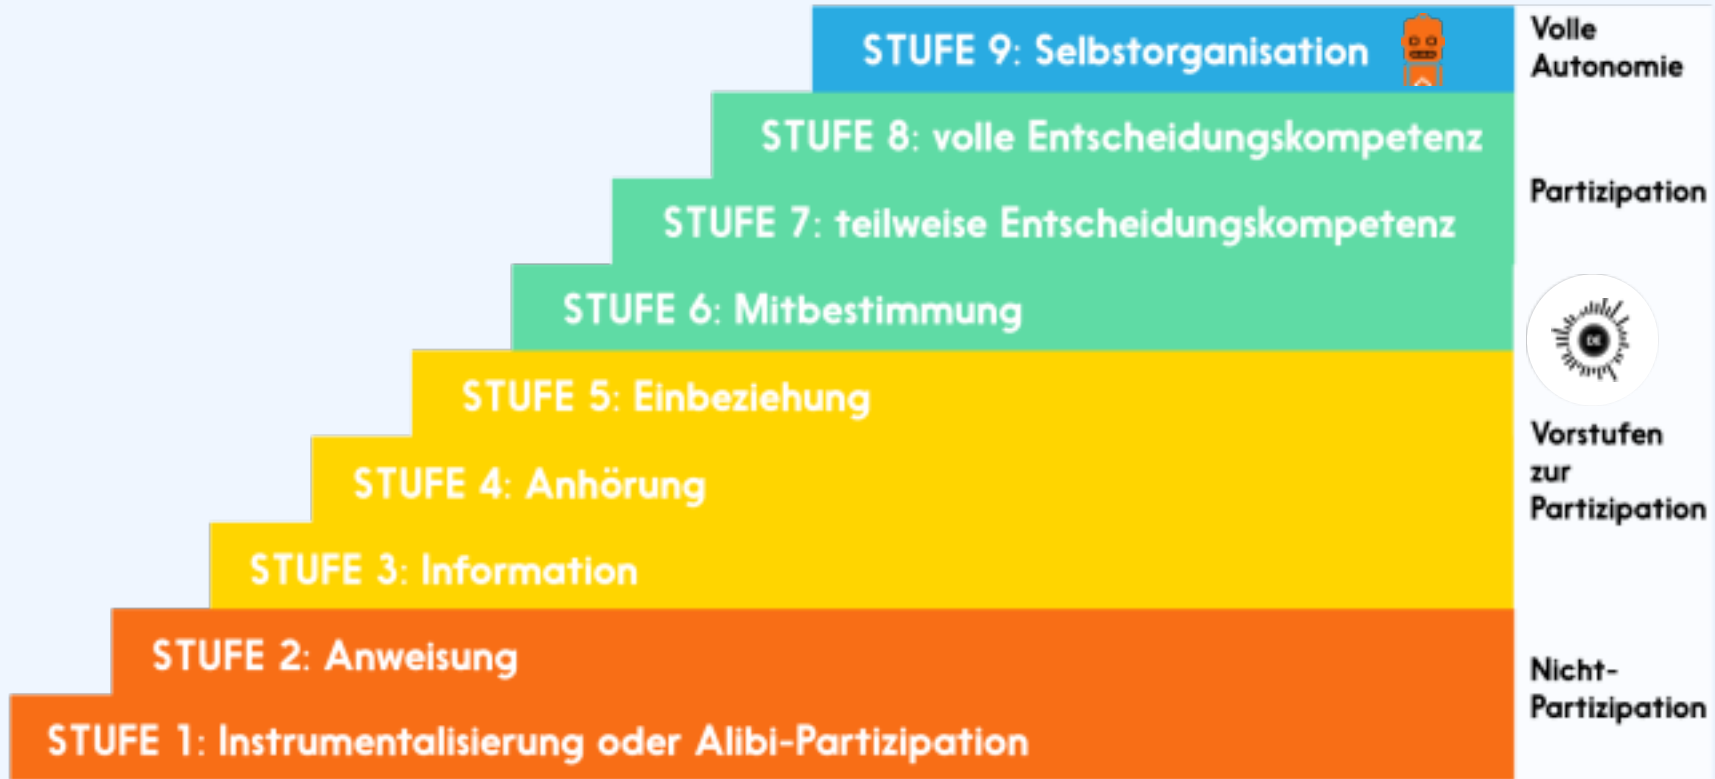 STUFE 9: Selbstorganisation
Volle
Autonomie
STUFE 8: volle Entscheidungskompetenz
Partizipation
STUFE 7: teilweise Entscheidungskompetenz
STUFE 6: Mitbestimmung
DE
STUFE 5: Einbeziehung
Vorstufen
zur
Partizipation
STUFE 4: Anhörung
STUFE 3: Information
STUFE 2: Anweisung
Nicht-
Partizipation
STUFE 1: Instrumentalisierung oder Alibi-Partizipation